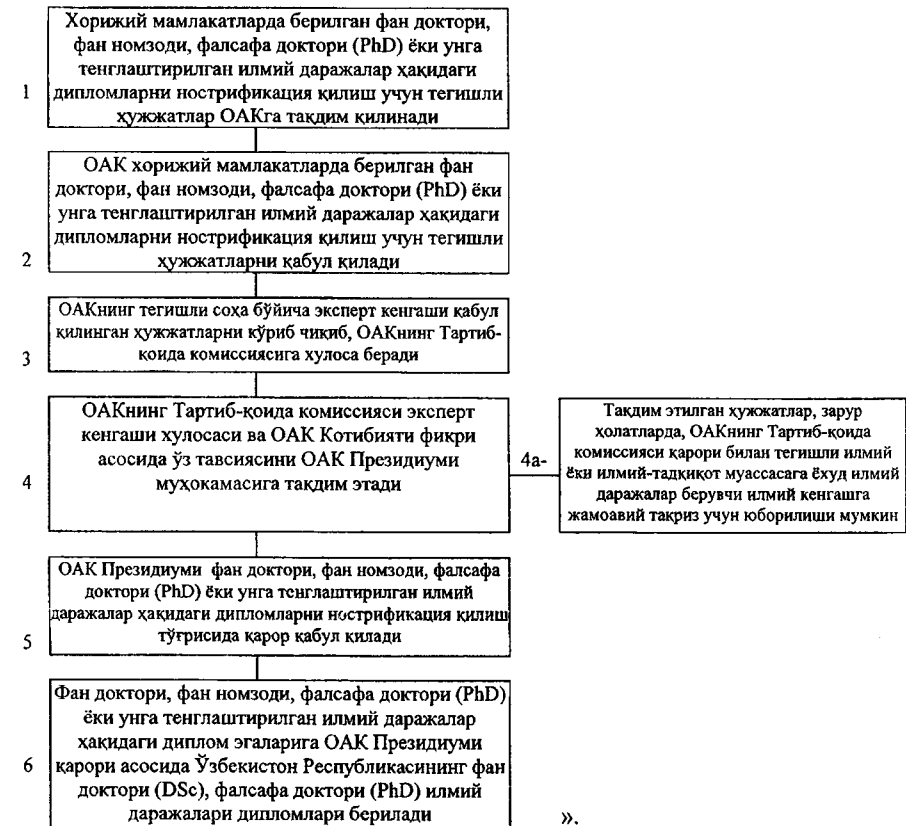 Хорижий мамлакатларда берилган фан доктори,
фан номзоди, фалсафа доктори (PhD) ёки унга
тенглаштирилган илмий даражалар ҳақидаги
1 дипломларни нострификация қилиш учун тегишли
ҳужжатлар ОАКга тақдим қилинади
ОАК хорижий мамлакатларда берилган фан
доктори, фан номзоди, фалсафа доктори (PhD) ёки
унга тенглаштирилган илмий даражалар ҳақидаги
дипломларни нострификация қилиш учун тегишли
2 ҳужжатларни қабул қилади
ОАКнинг тегишли соҳа бўйича эксперт кенгаши қабул
қилинган ҳужжатларни кўриб чиқиб, ОАКнинг Тартиб-
3 қоида комиссиясига хулоса беради
ОАКнинг Тартиб-қоида комиссияси эксперт
кенгаши хулосаси ва ОАК Котибияти фикри
асосида ўз тавсиясини ОАК Президиуми
4 муҳокамасига тақдим этади
4а-
Тақдим этилган ҳужжатлар, зарур
ҳолатларда, ОАКнинг Тартиб-қоида
комиссияси қарори билан тегишли илмий
ёки илмий-тадқиқот муассасага ёхуд илмий
даражалар берувчи илмий кенгашга
жамоавий тақриз учун юборилиши мумкин
ОАК Президиуми фан доктори, фан номзоди, фалсафа
доктори (PhD) ёки унга тенглаштирилган илмий
даражалар ҳақидаги дипломларни нострификация қилиш
5 тўғрисида қарор қабул қилади
Фан доктори, фан номзоди, фалсафа доктори (PhD)
ёки унга тенглаштирилган илмий даражалар
ҳақидаги диплом эгаларига ОАК Президиуми
6 қарори асосида Ўзбекистон Республикасининг фан
доктори (DSc), фалсафа доктори (PhD) илмий
даражалари дипломлари берилади
».